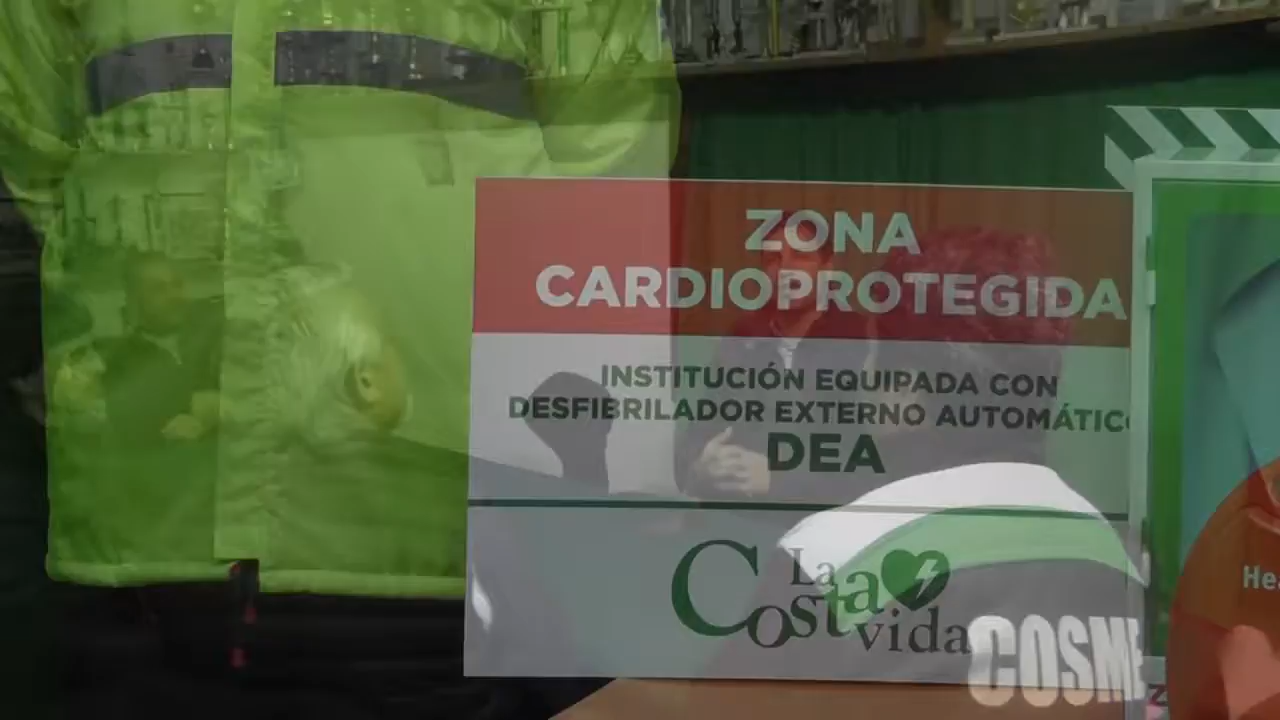 ZONA
CARDIOPROTEGIDA
INSTITUCIÓN EQUIPADA CON
DESFIBRILADOR EXTERNO AUTOMÁTICO
DEA
La Costa
vida
COSME